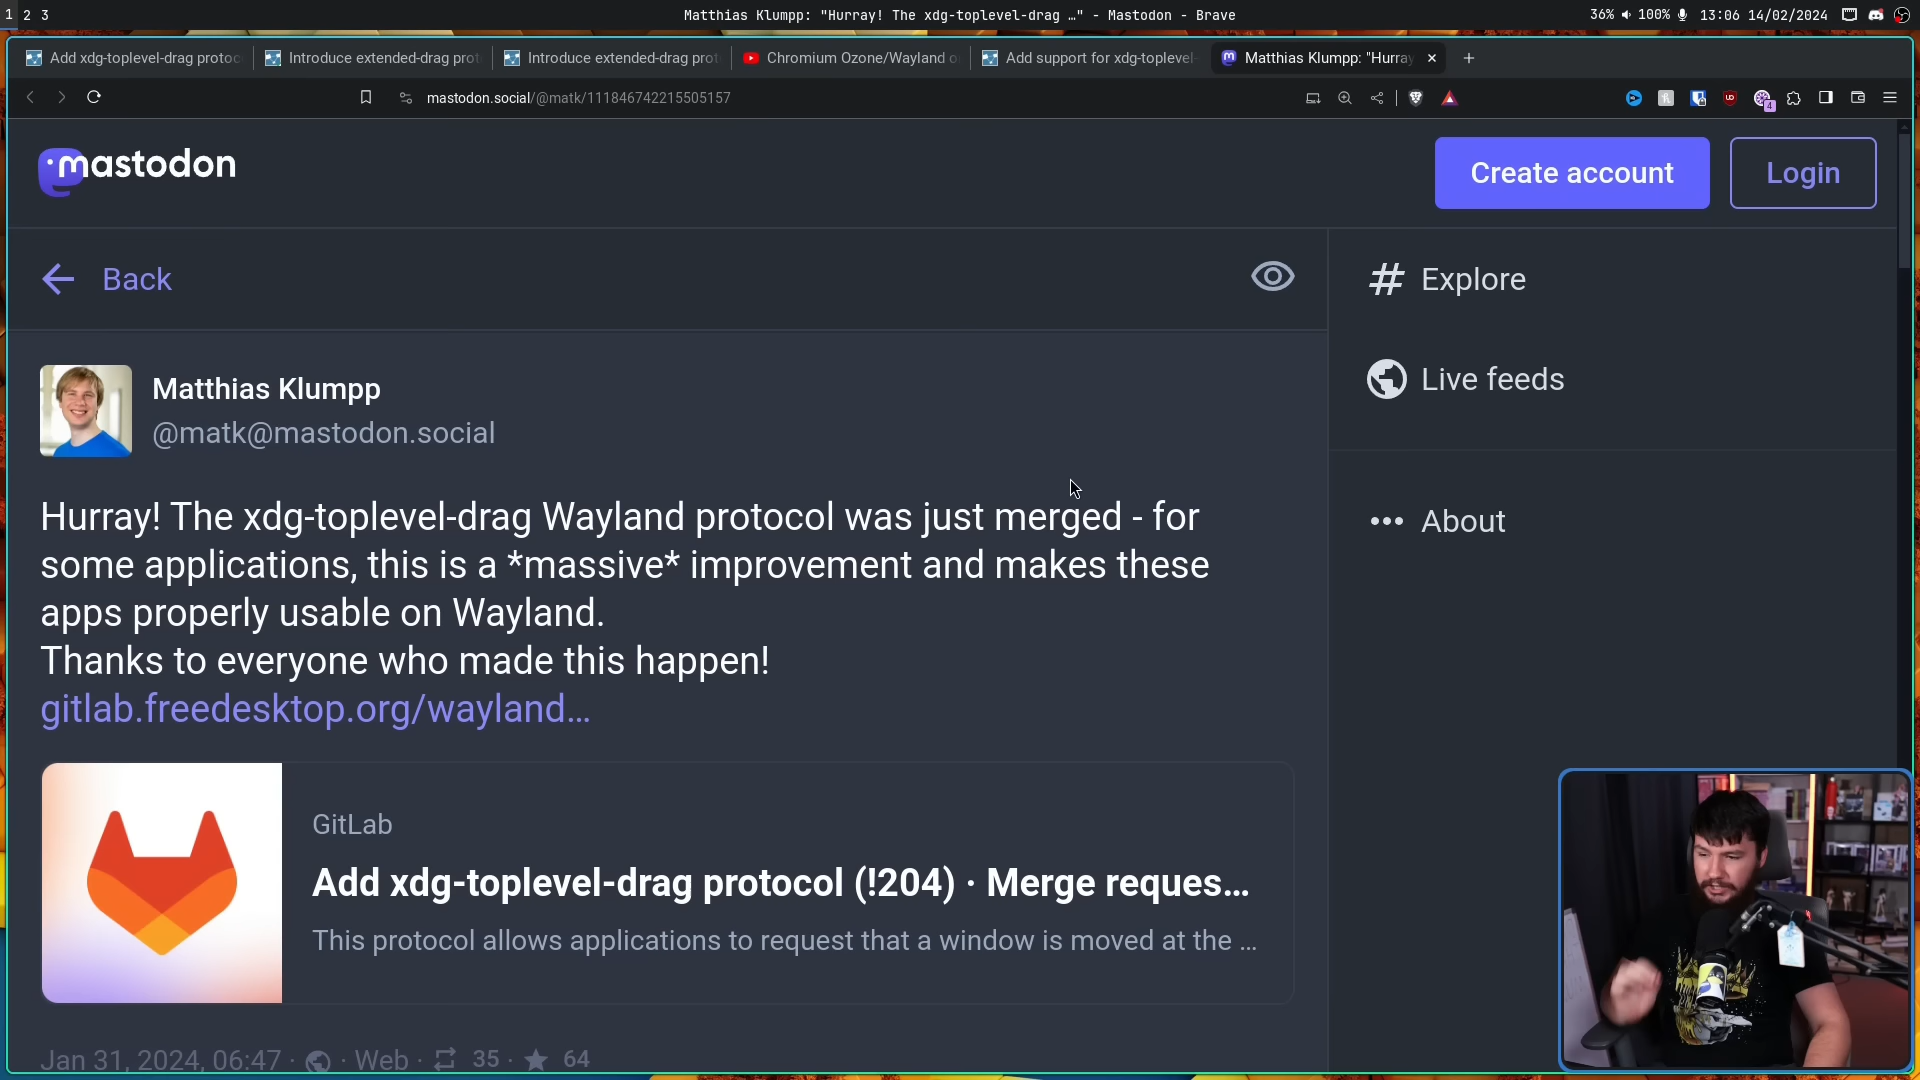 1 2 3
Matthias Klumpp: "Hurray! The xdg-toplevel-drag …" - Mastodon - Brave
36% 100% 13:06 14/02/2024
Add xdg-toplevel-drag protoc
Introduce extended-drag prot
Introduce extended-drag prot
Chromium Ozone/Wayland o
Add support for xdg-toplevel-
Matthias Klumpp: "Hurray
mastodon.social/@matk/111846742215505157
4
mastodon
Create account
Login
Back
Explore
Live feeds
About
Matthias Klumpp
@matk@mastodon.social
Hurray! The xdg-toplevel-drag Wayland protocol was just merged - for
some applications, this is a *massive* improvement and makes these
apps properly usable on Wayland.
Thanks to everyone who made this happen!
gitlab.freedesktop.org/wayland…
GitLab
Add xdg-toplevel-drag protocol (!204) · Merge reques…
This protocol allows applications to request that a window is moved at the …
Jan 31, 2024, 06:47 · · Web · 35 · 64